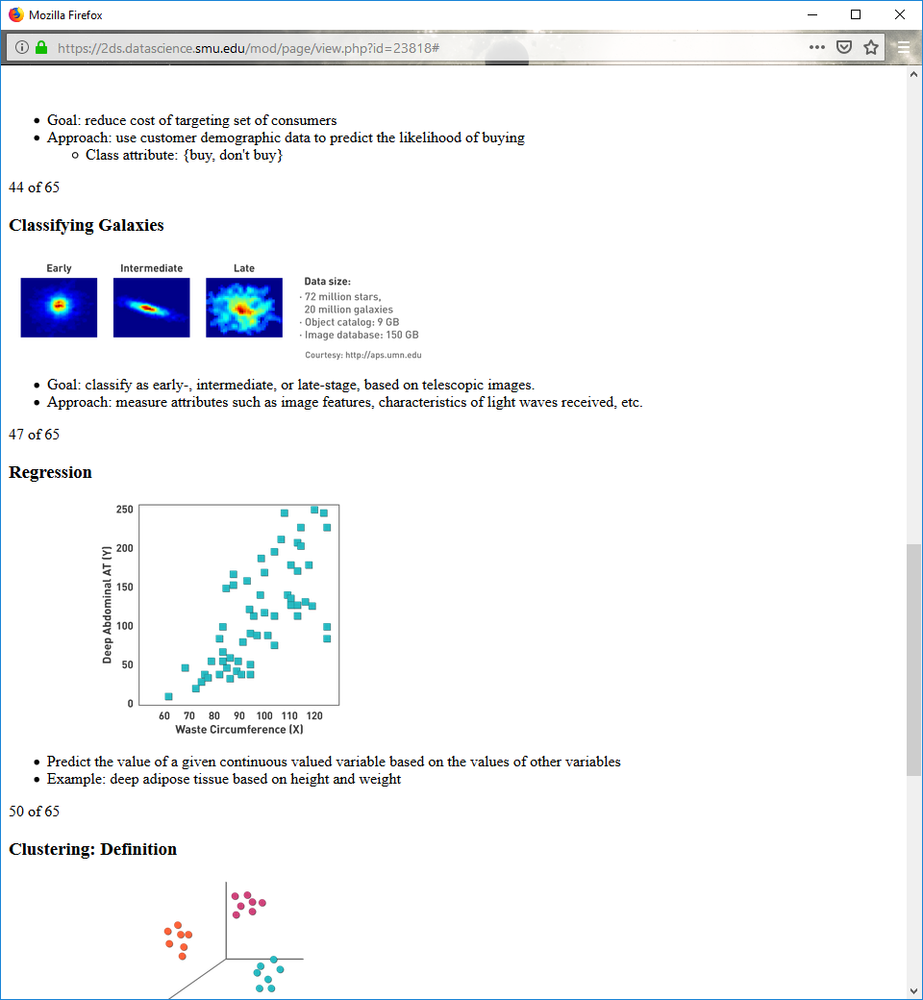 Mozilla Firefox
https://2ds.datascience.smu.edu/mod/page/view.php?id=23818#
• Goal: reduce cost of targeting set of consumers
• Approach: use customer demographic data to predict the likelihood of buying
○ Class attribute: {buy, don't buy}
44 of 65
Classifying Galaxies
Early Intermediate Late
Data size:
· 72 million stars,
20 million galaxies
· Object catalog: 9 GB
· Image database: 150 GB
Courtesy: http://aps.umn.edu
• Goal: classify as early-, intermediate, or late-stage, based on telescopic images.
• Approach: measure attributes such as image features, characteristics of light waves received, etc.
47 of 65
Regression
250
200
150
100
50
0
Deep Abdominal AT (Y)
60 70 80 90 100 110 120
Waste Circumference (X)
• Predict the value of a given continuous valued variable based on the values of other variables
• Example: deep adipose tissue based on height and weight
50 of 65
Clustering: Definition